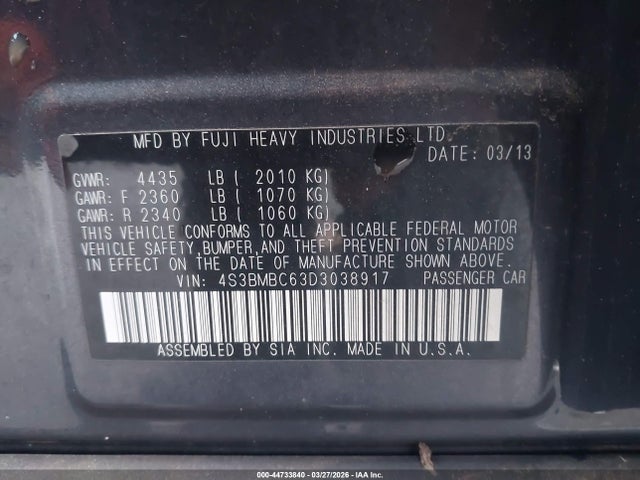 MFD BY FUJI HEAVY INDUSTRIES LTD.
DATE: 03/13
GVWR: 4435 LB ( 2010 KG)
GAWR: F 2360 LB ( 1070 KG)
GAWR: R 2340 LB ( 1060 KG)
THIS VEHICLE CONFORMS TO ALL APPLICABLE FEDERAL MOTOR
VEHICLE SAFETY,BUMPER,AND THEFT PREVENTION STANDARDS
IN EFFECT ON THE DATE OF MANUFACTURE SHOWN ABOVE.
VIN: 4S3BMBC63D3038917 PASSENGER CAR
ASSEMBLED BY SIA INC. MADE IN U.S.A.
000-44733840 - 03/27/2026 - IAA Inc.